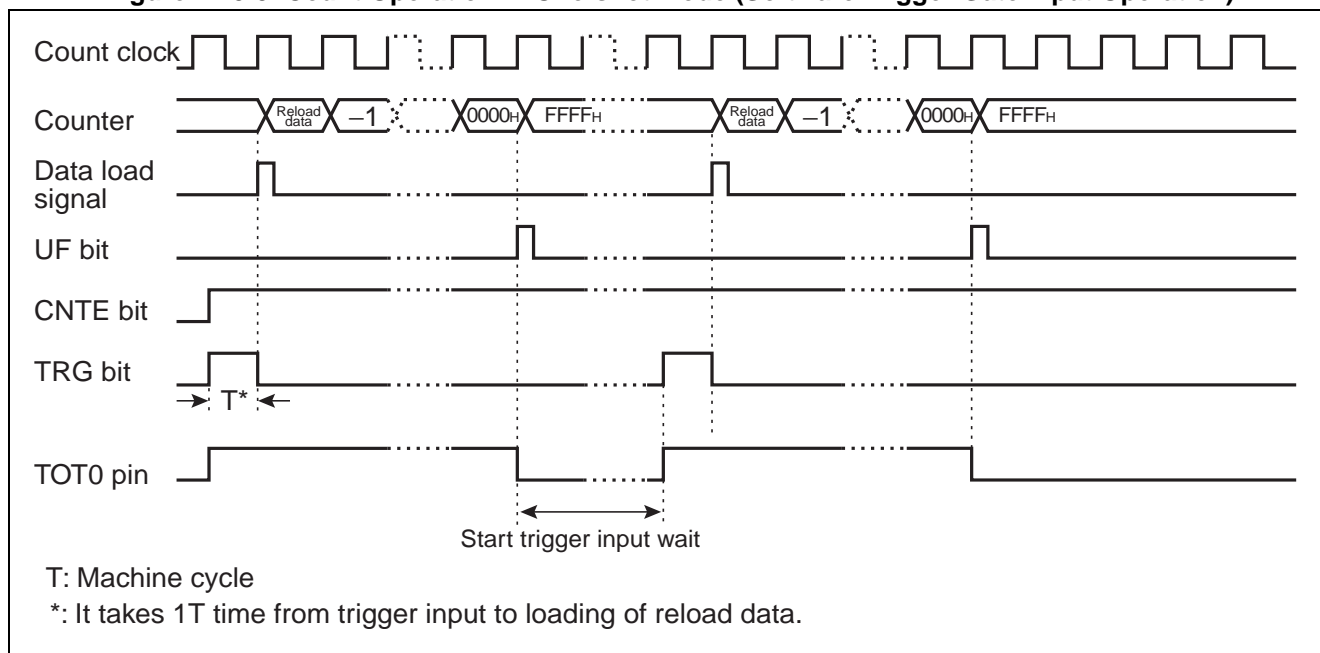 Count clock
Counter
Reload data
–1
0000H
FFFFH
Reload data
–1
0000H
FFFFH
Data load signal
UF bit
CNTE bit
TRG bit
T*
TOT0 pin
Start trigger input wait
T: Machine cycle
*: It takes 1T time from trigger input to loading of reload data.